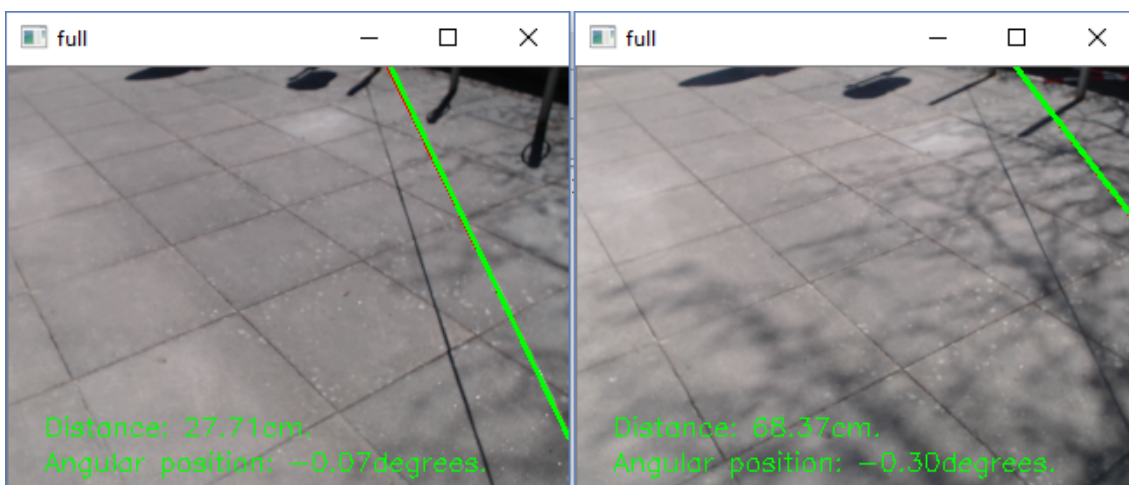 full
full
Distance: 27.71cm.
Angular position: -0.07degrees.
Distance: 68.37cm.
Angular position: -0.30degrees.